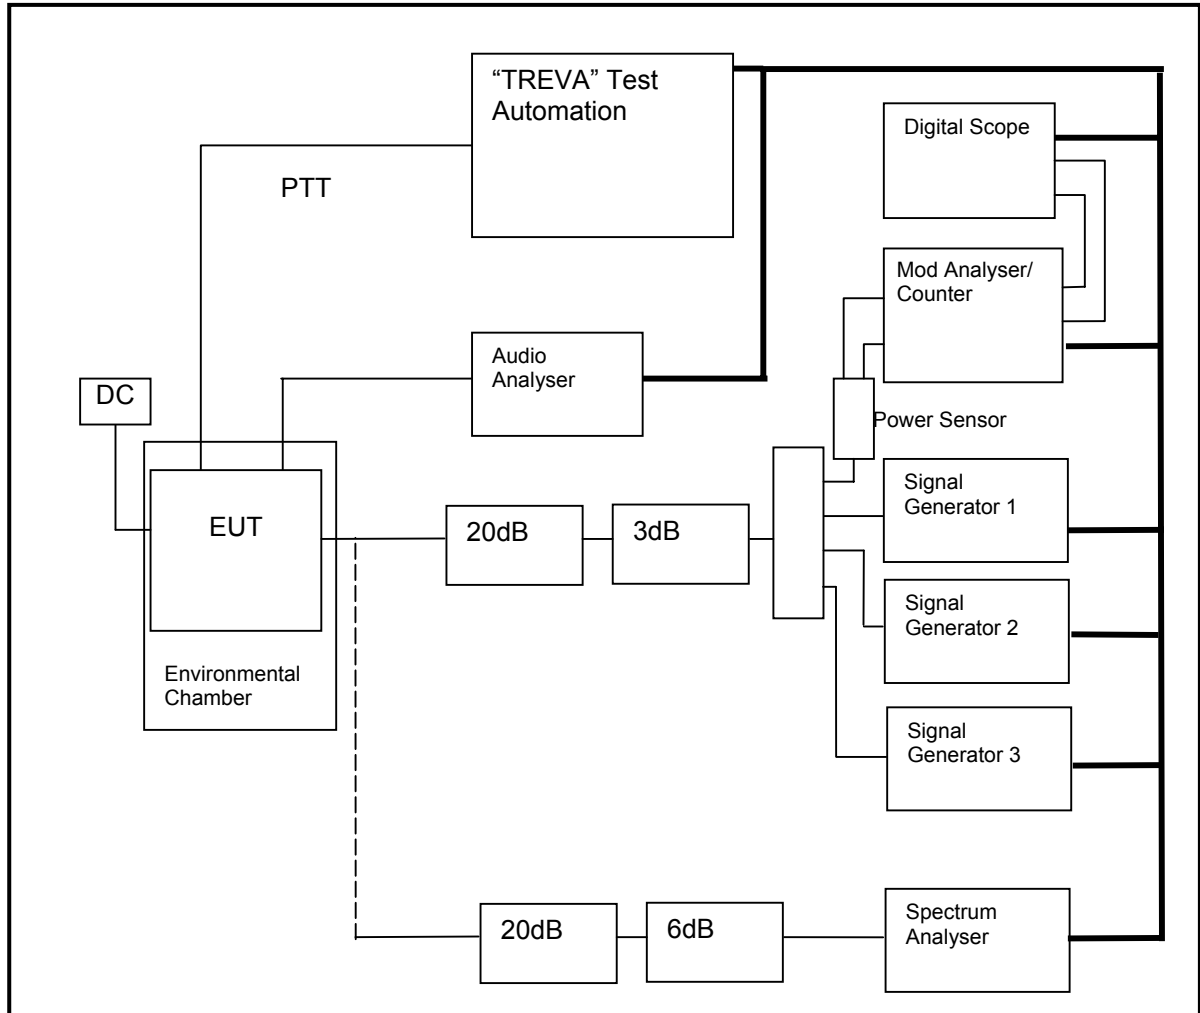 “TREVA” Test
Automation
Digital Scope
PTT
Mod Analyser/
Counter
Audio
Analyser
DC
Power Sensor
Signal
Generator 1
EUT
20dB
3dB
Signal
Generator 2
Environmental
Chamber
Signal
Generator 3
20dB
6dB
Spectrum
Analyser